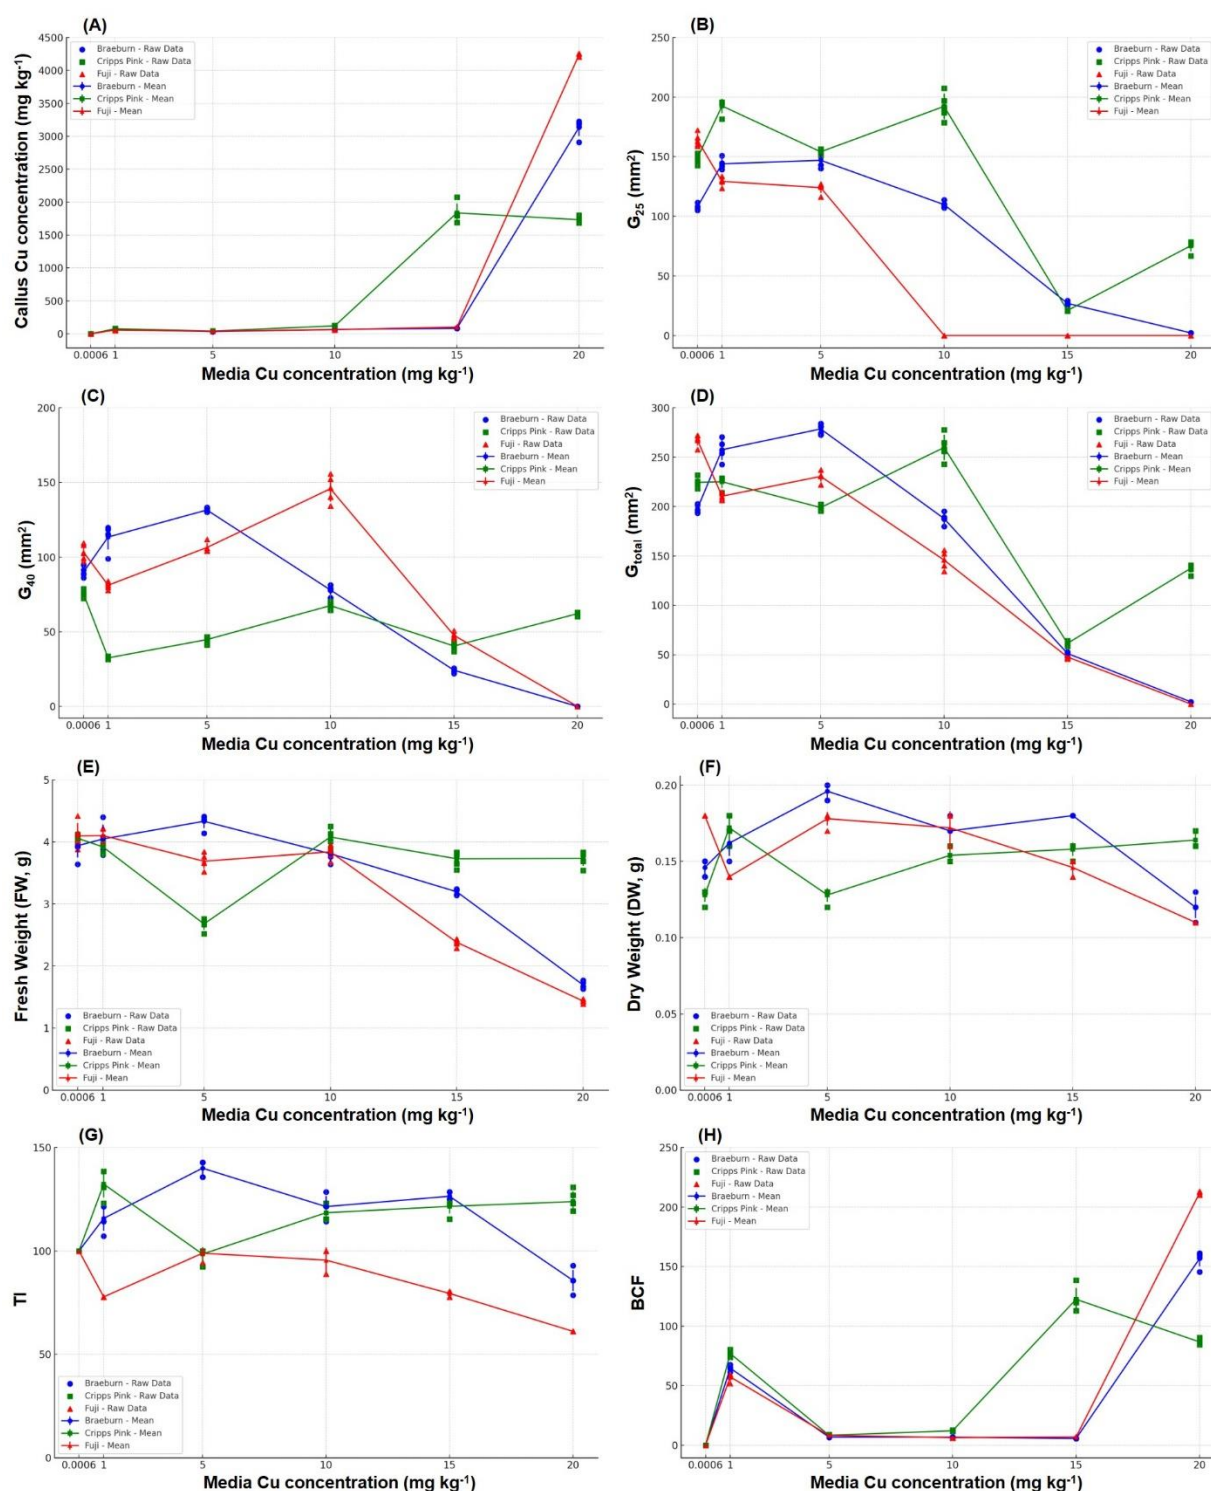 (A)
Callus Cu concentration (mg kg⁻¹)
4500
4000
3500
3000
2500
2000
1500
1000
500
0
Braeburn - Raw Data
Cripps Pink - Raw Data
Fuji - Raw Data
Braeburn - Mean
Cripps Pink - Mean
Fuji - Mean
0.0006 1 5 10 15 20
Media Cu concentration (mg kg⁻¹)
(B)
G₂₅ (mm²)
250
200
150
100
50
0
Braeburn - Raw Data
Cripps Pink - Raw Data
Fuji - Raw Data
Braeburn - Mean
Cripps Pink - Mean
Fuji - Mean
0.0006 1 5 10 15 20
Media Cu concentration (mg kg⁻¹)
(C)
G₄₀ (mm²)
200
150
100
50
0
Braeburn - Raw Data
Cripps Pink - Raw Data
Fuji - Raw Data
Braeburn - Mean
Cripps Pink - Mean
Fuji - Mean
0.0006 1 5 10 15 20
Media Cu concentration (mg kg⁻¹)
(D)
Gtotal (mm²)
300
250
200
150
100
50
0
Braeburn - Raw Data
Cripps Pink - Raw Data
Fuji - Raw Data
Braeburn - Mean
Cripps Pink - Mean
Fuji - Mean
0.0006 1 5 10 15 20
Media Cu concentration (mg kg⁻¹)
(E)
Fresh Weight (FW, g)
5
4
3
2
1
0
Braeburn - Raw Data
Cripps Pink - Raw Data
Fuji - Raw Data
Braeburn - Mean
Cripps Pink - Mean
Fuji - Mean
0.0006 1 5 10 15 20
Media Cu concentration (mg kg⁻¹)
(F)
Dry Weight (DW, g)
0.20
0.15
0.10
0.05
0.00
Braeburn - Raw Data
Cripps Pink - Raw Data
Fuji - Raw Data
Braeburn - Mean
Cripps Pink - Mean
Fuji - Mean
0.0006 1 5 10 15 20
Media Cu concentration (mg kg⁻¹)
(G)
TI
150
100
50
0
Braeburn - Raw Data
Cripps Pink - Raw Data
Fuji - Raw Data
Braeburn - Mean
Cripps Pink - Mean
Fuji - Mean
0.0006 1 5 10 15 20
Media Cu concentration (mg kg⁻¹)
(H)
BCF
250
200
150
100
50
0
Braeburn - Raw Data
Cripps Pink - Raw Data
Fuji - Raw Data
Braeburn - Mean
Cripps Pink - Mean
Fuji - Mean
0.0006 1 5 10 15 20
Media Cu concentration (mg kg⁻¹)